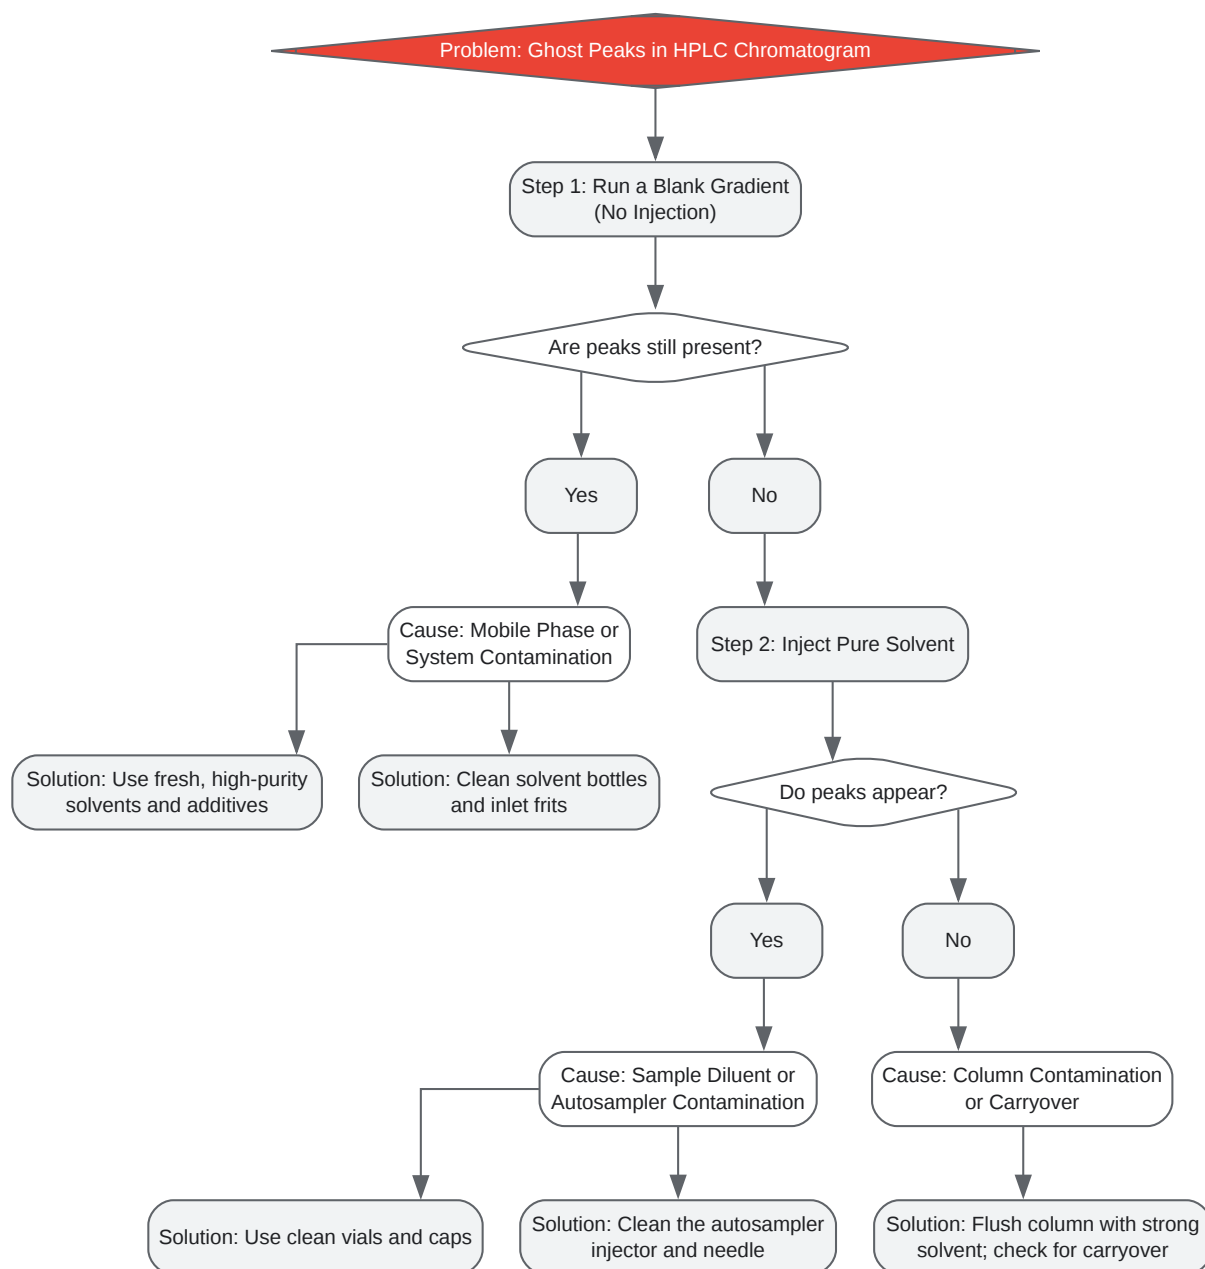 Problem: Ghost Peaks in HPLC Chromatogram
Step 1: Run a Blank Gradient
(No Injection)
Are peaks still present?
Yes
No
Cause: Mobile Phase or
System Contamination
Step 2: Inject Pure Solvent
Solution: Use fresh, high-purity
solvents and additives
Solution: Clean solvent bottles
and inlet frits
Do peaks appear?
Yes
No
Cause: Sample Diluent or
Autosampler Contamination
Cause: Column Contamination
or Carryover
Solution: Use clean vials and caps
Solution: Clean the autosampler
injector and needle
Solution: Flush column with strong
solvent; check for carryover